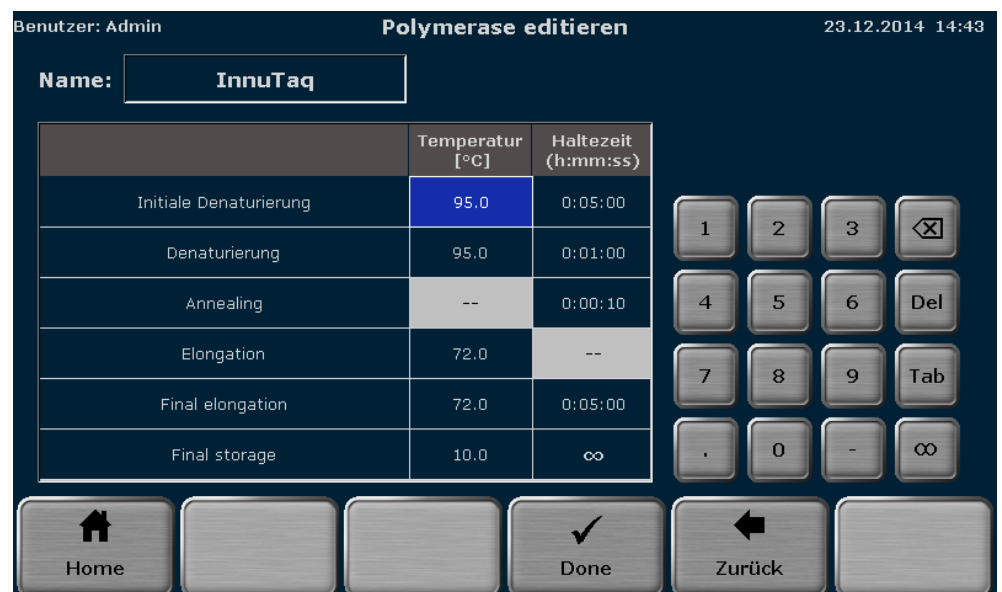 Benutzer: Admin Polymerase editieren 23.12.2014 14:43
Name: InnuTaq
Temperatur [°C] Haltezeit (h:mm:ss)
Initiale Denaturierung 95.0 0:05:00
Denaturierung 95.0 0:01:00
Annealing -- 0:00:10
Elongation 72.0 --
Final elongation 72.0 0:05:00
Final storage 10.0 ∞
1 2 3
4 5 6 Del
7 8 9 Tab
. 0 - ∞
Home Done Zurück